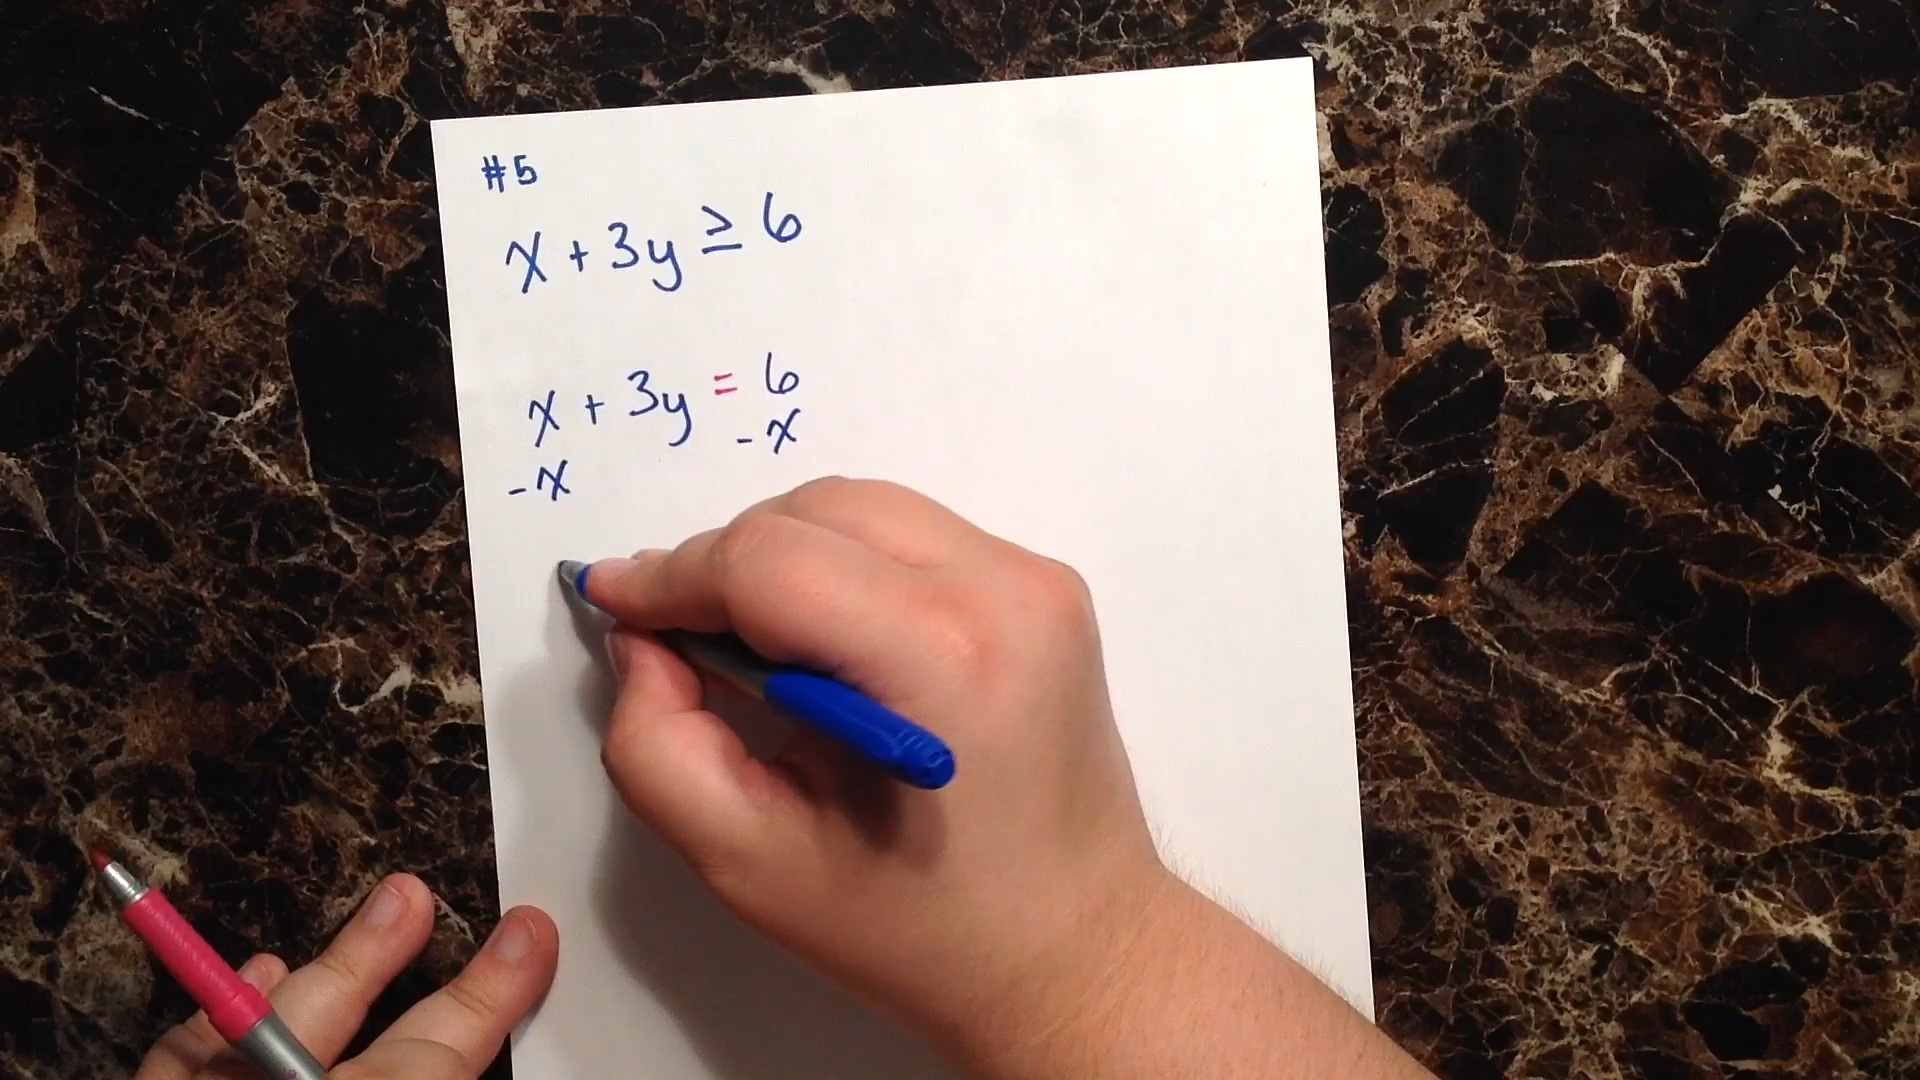 #5
x + 3y ≥ 6
x + 3y = 6
-x
-x